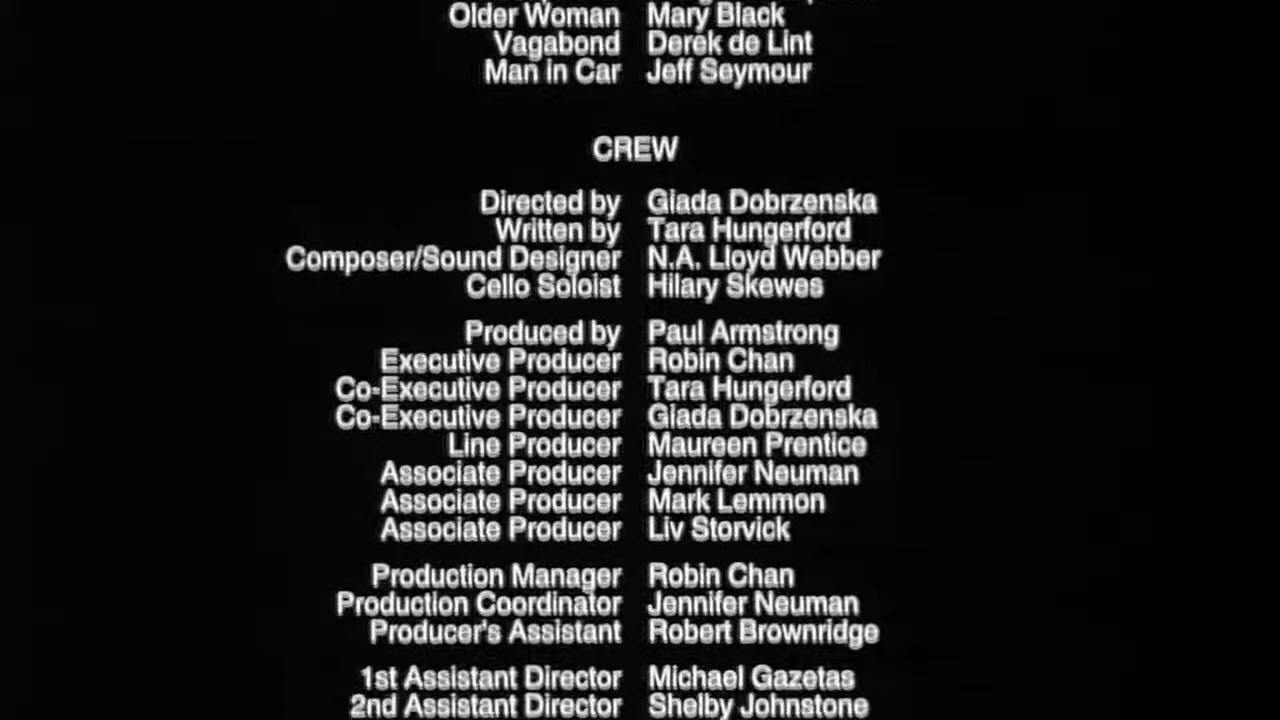 Older Woman Mary Black
Vagabond Derek de Lint
Man in Car Jeff Seymour
CREW
Directed by Giada Dobrzenska
Written by Tara Hungerford
Composer/Sound Designer N.A. Lloyd Webber
Cello Soloist Hilary Skewes
Produced by Paul Armstrong
Executive Producer Robin Chan
Co-Executive Producer Tara Hungerford
Co-Executive Producer Giada Dobrzenska
Line Producer Maureen Prentice
Associate Producer Jennifer Neuman
Associate Producer Mark Lemmon
Associate Producer Liv Storvick
Production Manager Robin Chan
Production Coordinator Jennifer Neuman
Producer's Assistant Robert Brownridge
1st Assistant Director Michael Gazetas
2nd Assistant Director Shelby Johnstone